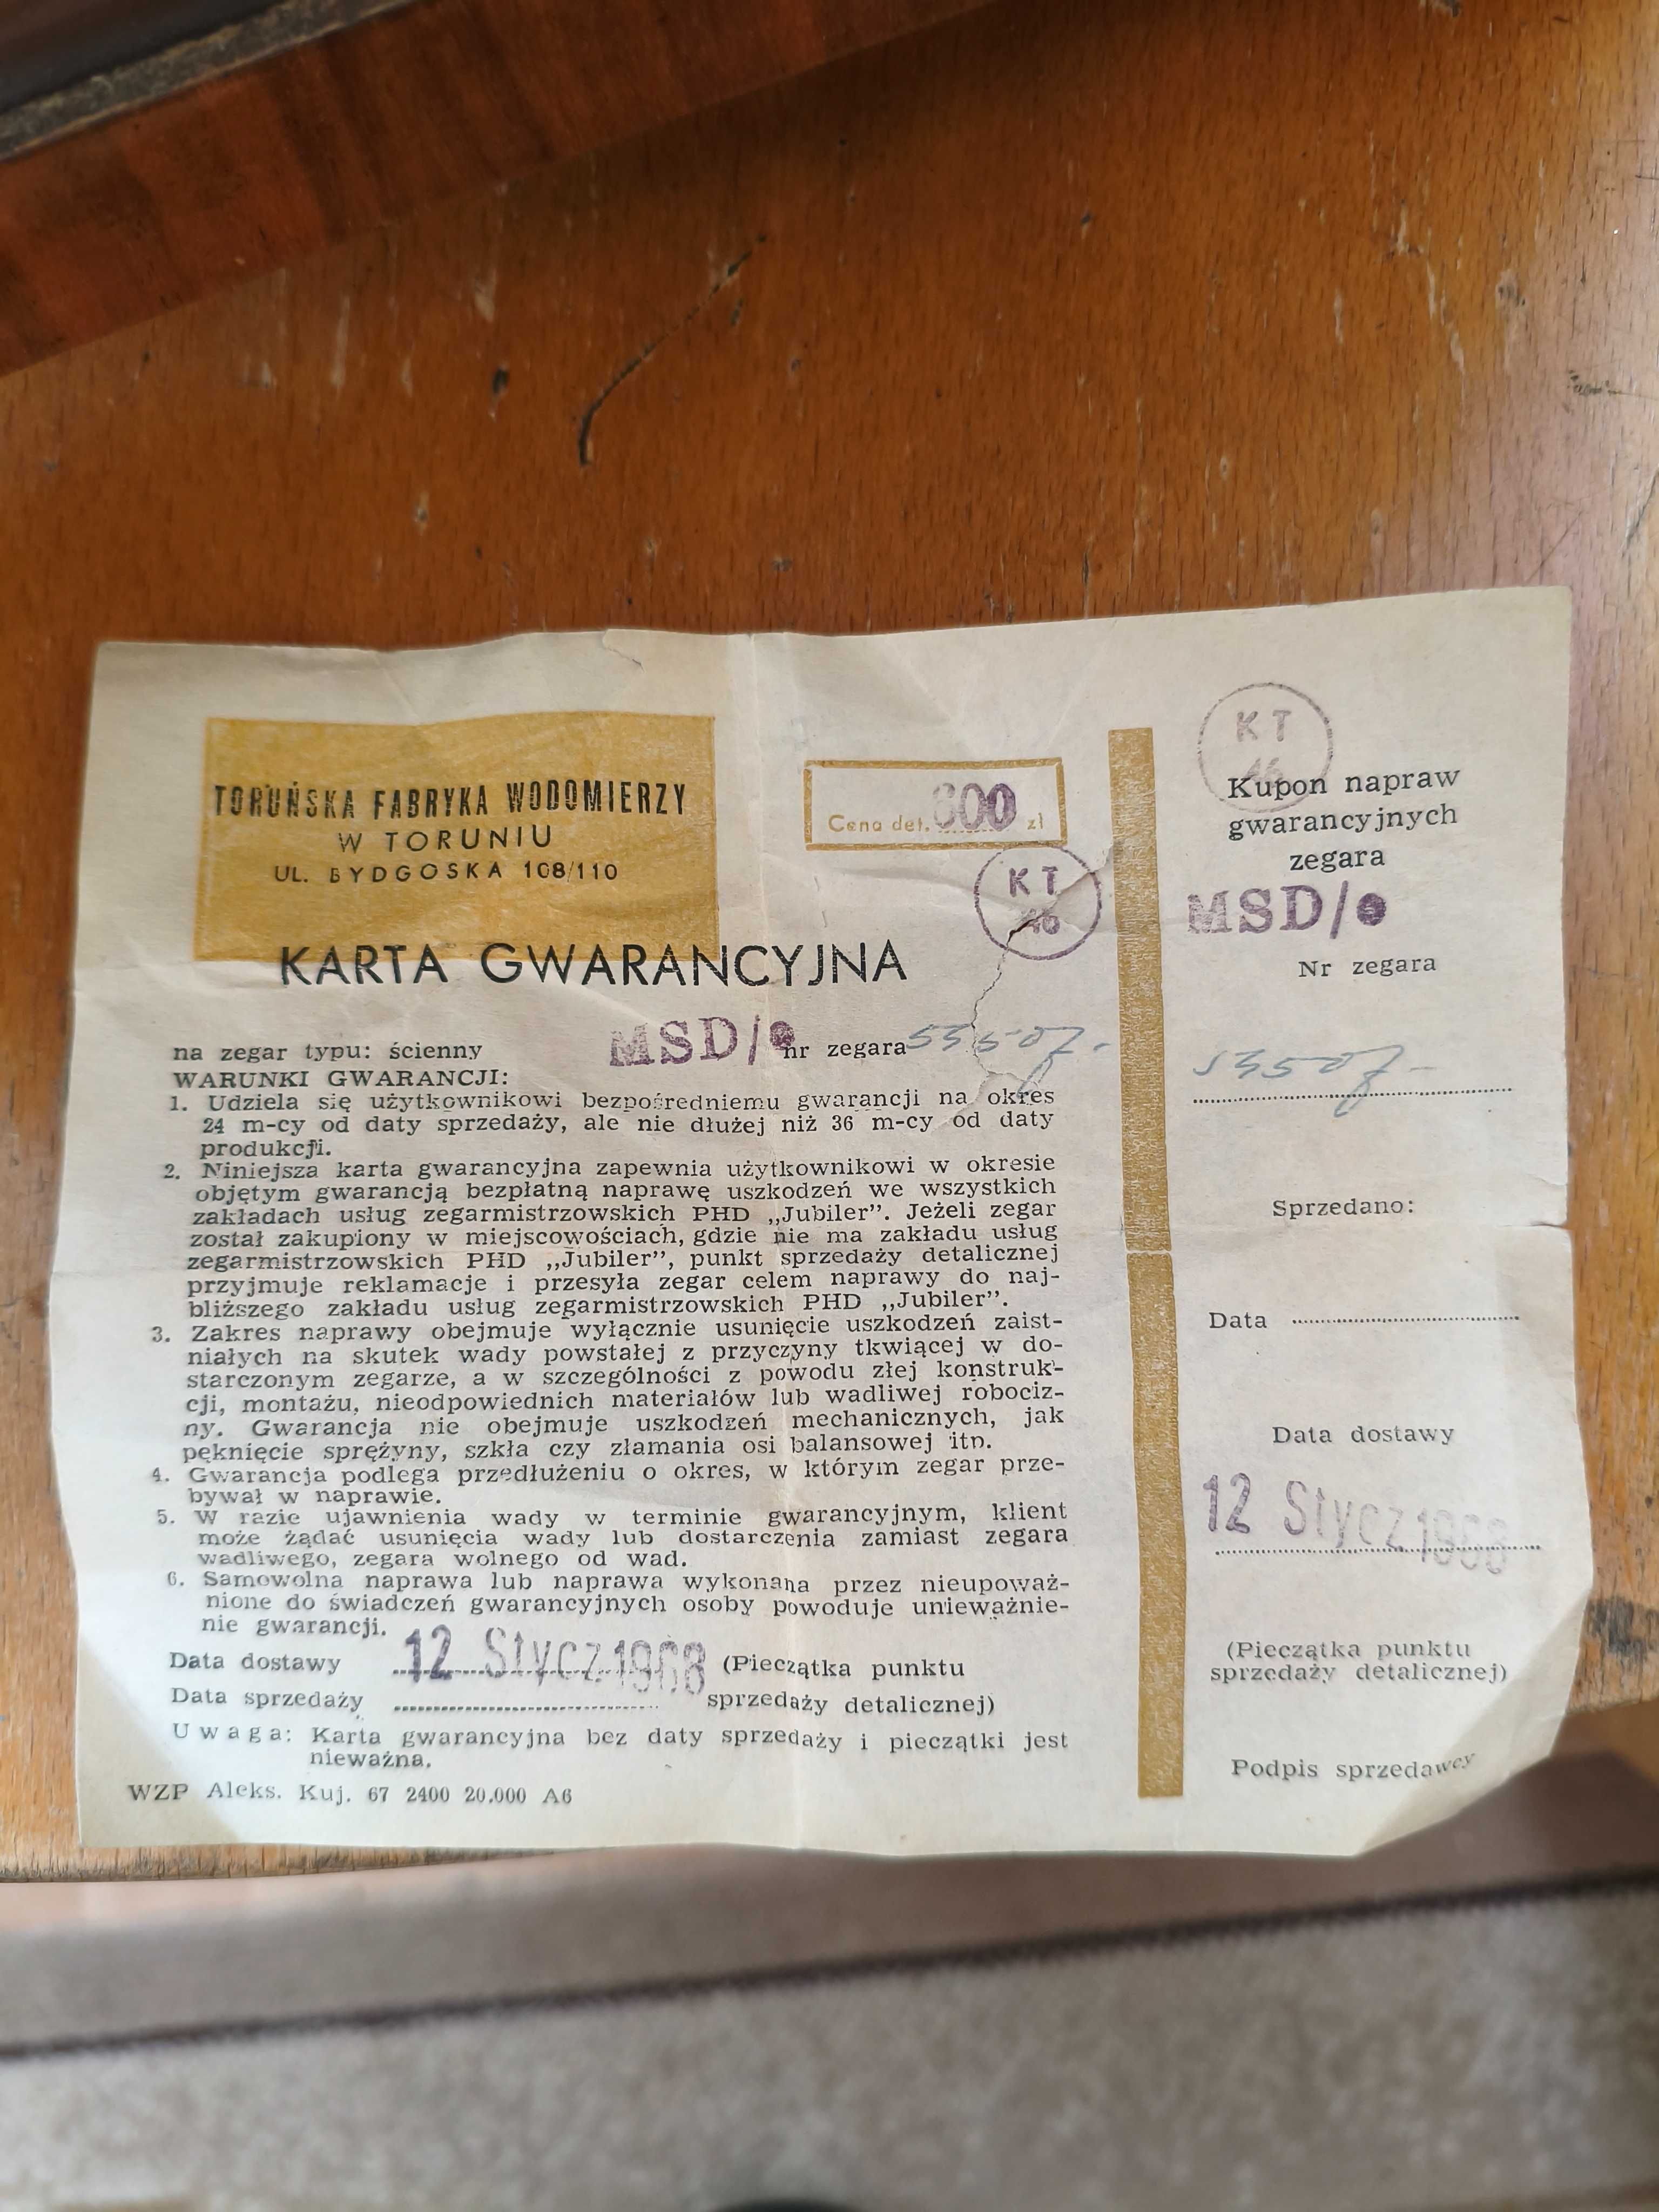 TORUŃSKA FABRYKA WODOMIERZY
W TORUNIU
UL. BYDGOSKA 108/110
Cena det. 600 zł
KT
46
KARTA GWARANCYJNA
na zegar typu: ścienny MSD/e nr zegara 53507.-
WARUNKI GWARANCJI:
1. Udziela się użytkownikowi bezpośredniemu gwarancji na okres
24 m-cy od daty sprzedaży, ale nie dłużej niż 36 m-cy od daty
produkcji.
2. Niniejsza karta gwarancyjna zapewnia użytkownikowi w okresie
objętym gwarancją bezpłatną naprawę uszkodzeń we wszystkich
zakładach usług zegarmistrzowskich PHD „Jubiler”. Jeżeli zegar
został zakupiony w miejscowościach, gdzie nie ma zakładu usług
zegarmistrzowskich PHD „Jubiler”, punkt sprzedaży detalicznej
przyjmuje reklamacje i przesyła zegar celem naprawy do naj-
bliższego zakładu usług zegarmistrzowskich PHD „Jubiler”.
3. Zakres naprawy obejmuje wyłącznie usunięcie uszkodzeń zaist-
niałych na skutek wady powstałej z przyczyny tkwiącej w do-
starczonym zegarze, a w szczególności z powodu złej konstruk-
cji, montażu, nieodpowiednich materiałów lub wadliwej robociz-
ny. Gwarancja nie obejmuje uszkodzeń mechanicznych, jak
pęknięcie sprężyny, szkła czy złamania osi balansowej itp.
4. Gwarancja podlega przedłużeniu o okres, w którym zegar prze-
bywał w naprawie.
5. W razie ujawnienia wady w terminie gwarancyjnym, klient
może żądać usunięcia wady lub dostarczenia zamiast zegara
wadliwego, zegara wolnego od wad.
6. Samowolna naprawa lub naprawa wykonana przez nieupoważ-
nione do świadczeń gwarancyjnych osoby powoduje unieważnie-
nie gwarancji.
Data dostawy 12 Stycz 1968 (Pieczątka punktu
Data sprzedaży sprzedaży detalicznej)
Uwaga: Karta gwarancyjna bez daty sprzedaży i pieczątki jest
nieważna.
WZP Aleks. Kuj. 67 2400 20.000 A6
KT
46
Kupon napraw
gwarancyjnych
zegara
MSD/e
Nr zegara
53507-
Sprzedano:
Data
Data dostawy
12 Stycz 1968
(Pieczątka punktu
sprzedaży detalicznej)
Podpis sprzedawcy